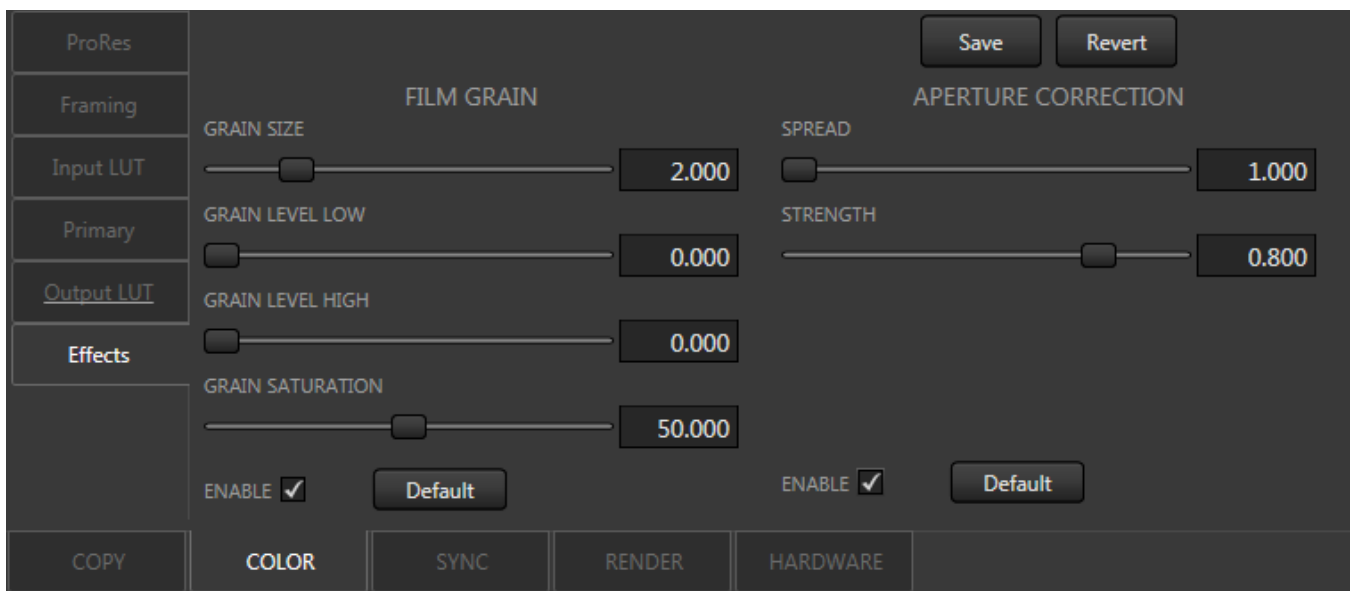 ProRes
Framing
Input LUT
Primary
Output LUT
Effects
Save Revert
FILM GRAIN
GRAIN SIZE
2.000
GRAIN LEVEL LOW
0.000
GRAIN LEVEL HIGH
0.000
GRAIN SATURATION
50.000
ENABLE Default
APERTURE CORRECTION
SPREAD
1.000
STRENGTH
0.800
ENABLE Default
COPY COLOR SYNC RENDER HARDWARE